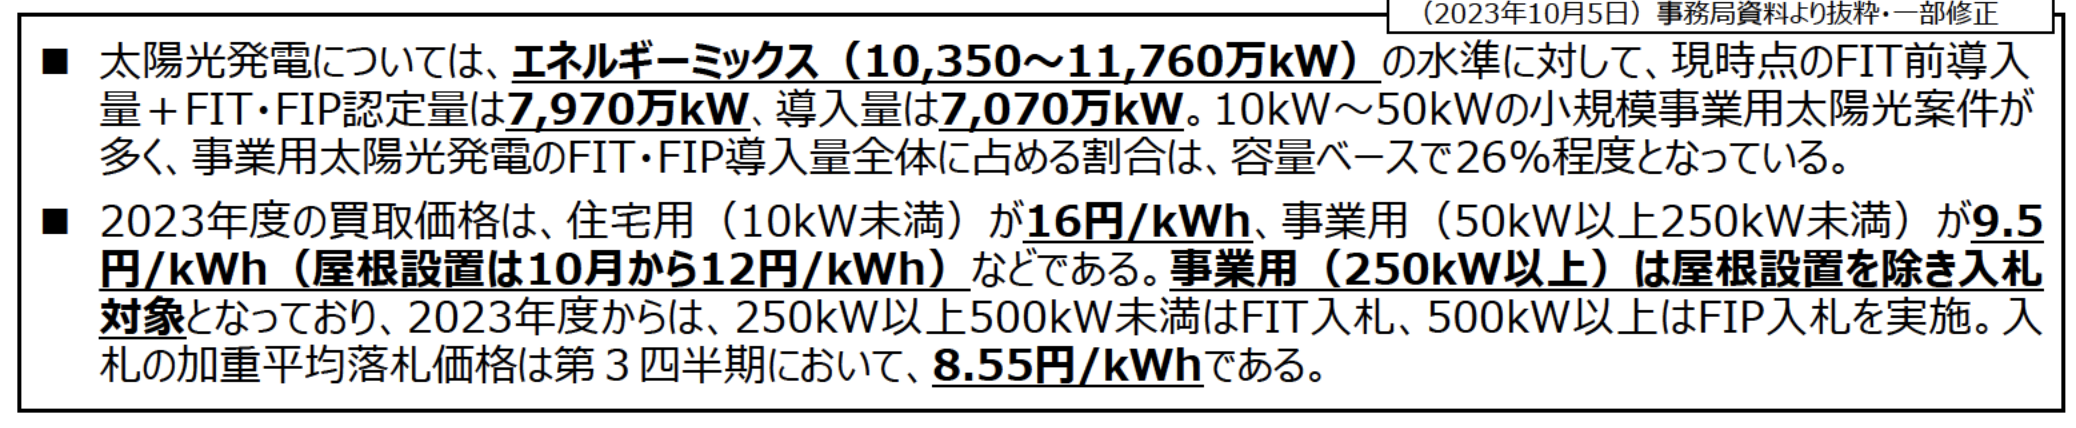 （2023年10月5日）事務局資料より抜粋・一部修正
■ 太陽光発電については、エネルギーミックス（10,350～11,760万kW）の水準に対して、現時点のFIT前導入
量＋FIT・FIP認定量は7,970万kW、導入量は7,070万kW。10kW～50kWの小規模事業用太陽光案件が
多く、事業用太陽光発電のFIT・FIP導入量全体に占める割合は、容量ベースで26%程度となっている。
■ 2023年度の買取価格は、住宅用（10kW未満）が16円/kWh、事業用（50kW以上250kW未満）が9.5
円/kWh（屋根設置は10月から12円/kWh）などである。事業用（250kW以上）は屋根設置を除き入札
対象となっており、2023年度からは、250kW以上500kW未満はFIT入札、500kW以上はFIP入札を実施。入
札の加重平均落札価格は第３四半期において、8.55円/kWhである。